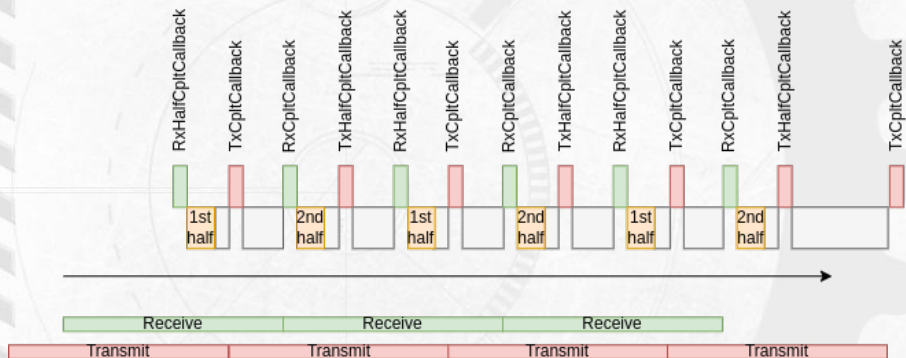 RxHalfCpltCallback
TxCpltCallback
RxCpltCallback
TxHalfCpltCallback
RxHalfCpltCallback
TxCpltCallback
RxCpltCallback
TxHalfCpltCallback
RxHalfCpltCallback
TxCpltCallback
RxCpltCallback
TxHalfCpltCallback
TxCpltCallback
1st
half
2nd
half
1st
half
2nd
half
1st
half
2nd
half
Receive
Receive
Receive
Transmit
Transmit
Transmit
Transmit